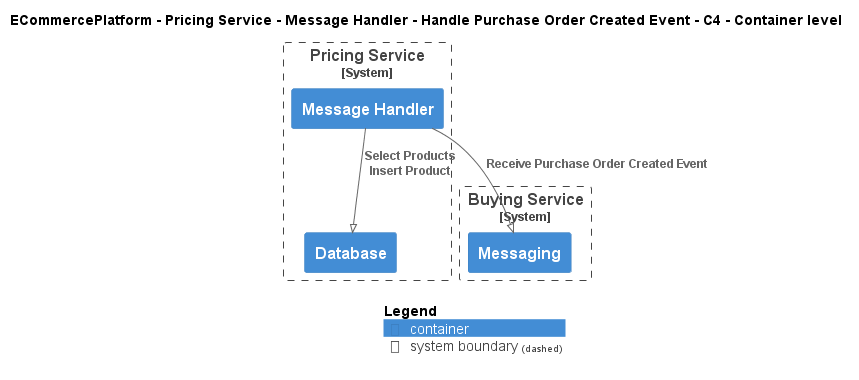 ECommercePlatform - Pricing Service - Message Handler - Handle Purchase Order Created Event - C4 - Container level
Pricing Service
[System]
Message Handler
Select Products
Insert Product
Receive Purchase Order Created Event
Buying Service
[System]
Database
Messaging
Legend
container
system boundary (dashed)